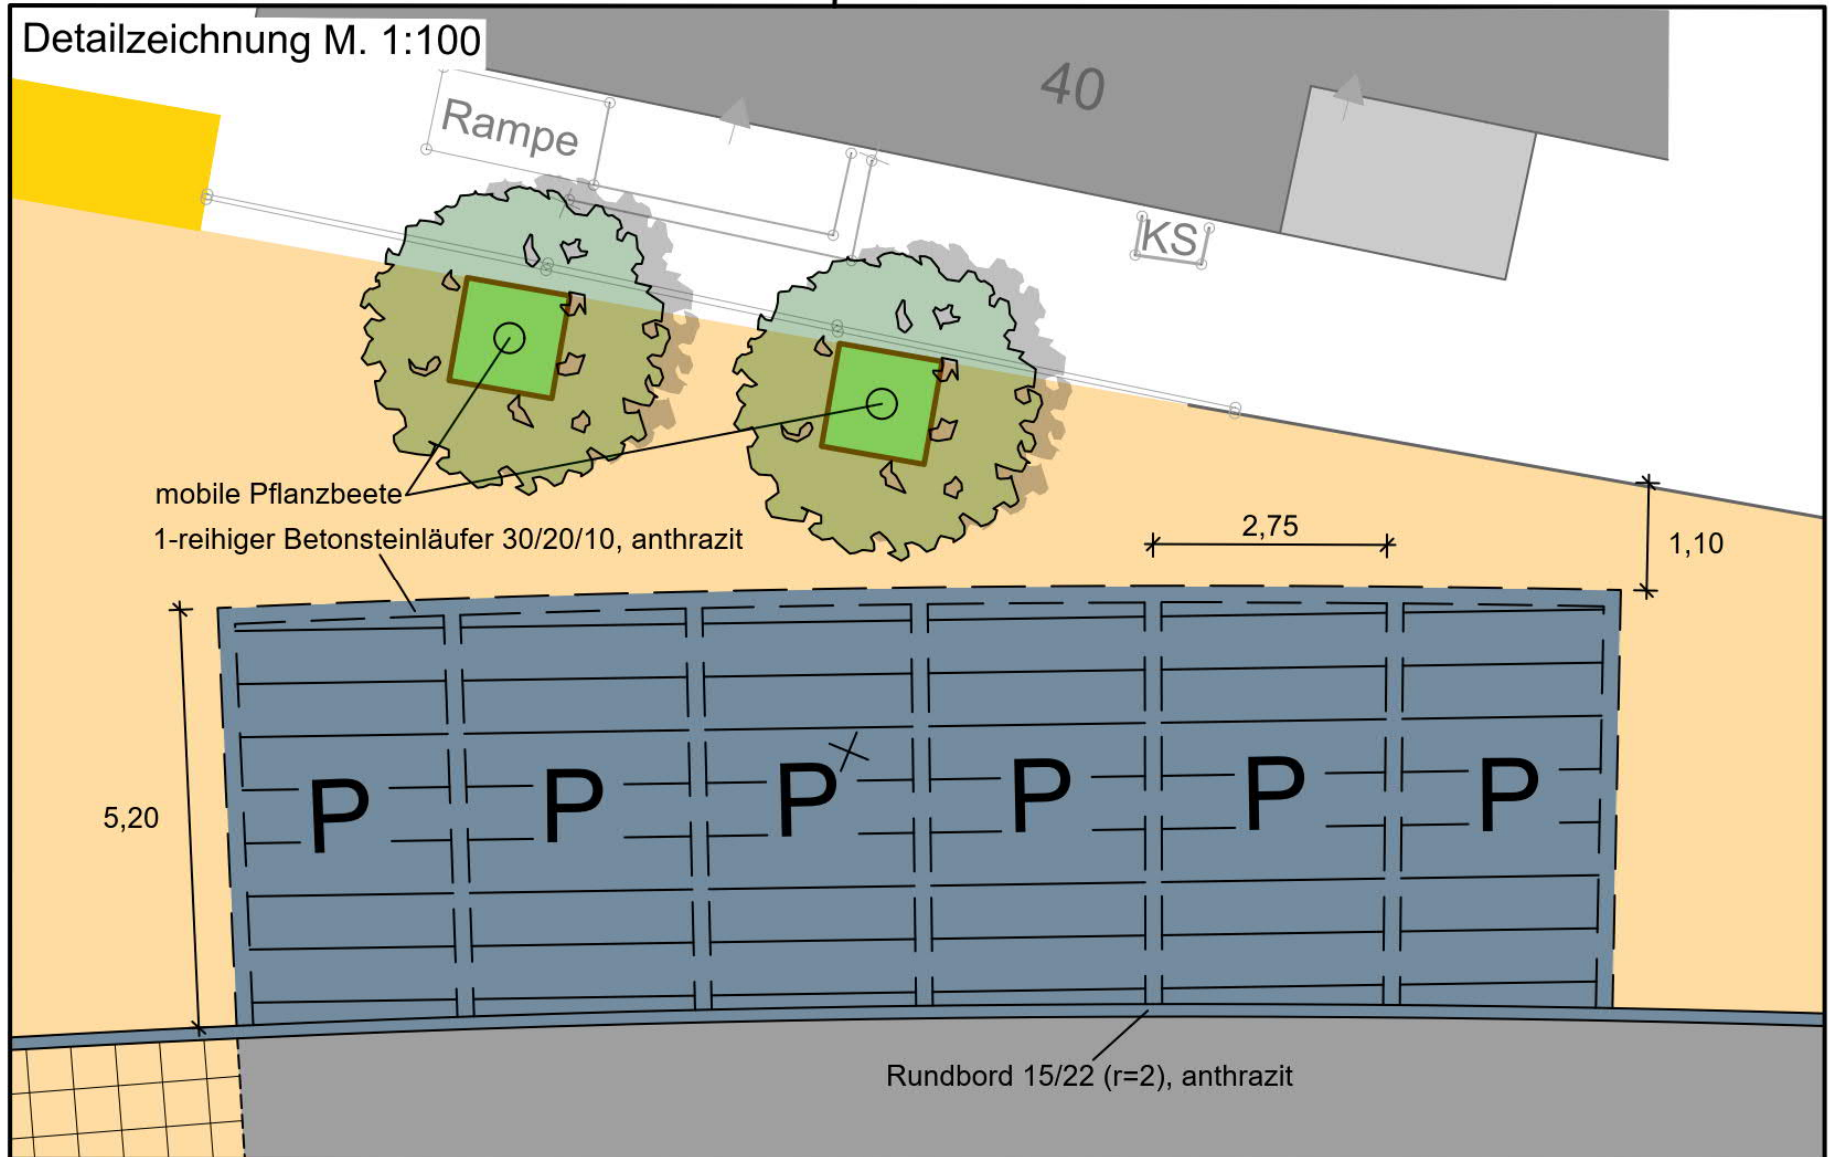 Detailzeichnung M. 1:100
40
Rampe
KS
mobile Pflanzbeete
1-reihiger Betonsteinläufer 30/20/10, anthrazit
2,75
1,10
5,20
P P P P P P
Rundbord 15/22 (r=2), anthrazit